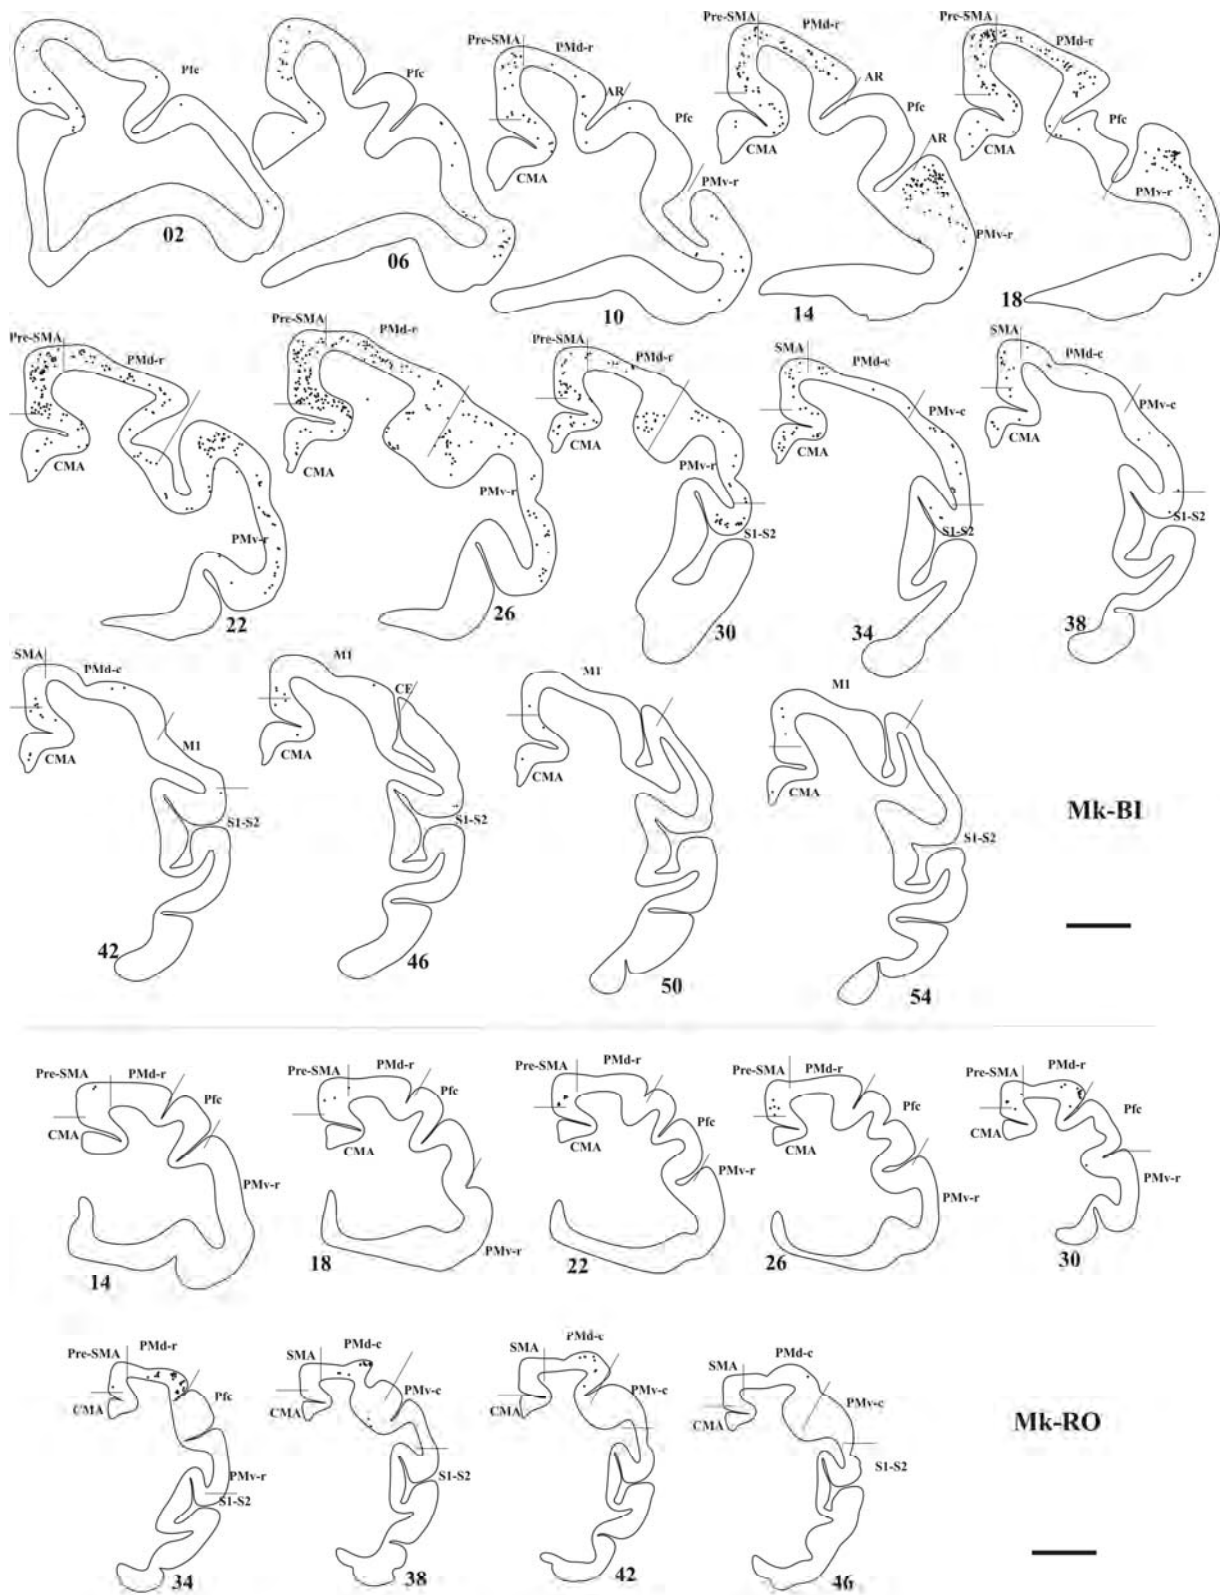 Pfc
02
Pfc
CMA
06
Pre-SMA
PMd-r
AR
Pfc
CMA
PMv-r
10
Pre-SMA
PMd-r
AR
Pfc
AR
CMA
PMv-r
14
Pre-SMA
PMd-r
Pfc
CMA
PMv-r
18
Pre-SMA
PMd-r
CMA
PMv-r
22
Pre-SMA
PMd-r
CMA
PMv-r
26
Pre-SMA
PMd-r
CMA
PMv-r
S1-S2
30
SMA
PMd-c
PMv-c
CMA
S1-S2
34
SMA
PMd-c
PMv-c
CMA
S1-S2
38
SMA
PMd-c
M1
CMA
S1-S2
42
M1
CE
CMA
S1-S2
46
M1
CMA
50
M1
CMA
S1-S2
54
Mk-BI
Pre-SMA
PMd-r
Pfc
CMA
PMv-r
14
Pre-SMA
PMd-r
Pfc
CMA
PMv-r
18
Pre-SMA
PMd-r
Pfc
CMA
PMv-r
22
Pre-SMA
PMd-r
Pfc
CMA
PMv-r
26
Pre-SMA
PMd-r
Pfc
CMA
PMv-r
30
Pre-SMA
PMd-r
Pfc
CMA
PMv-r
S1-S2
34
SMA
PMd-c
PMv-c
CMA
S1-S2
38
SMA
PMd-c
PMv-c
CMA
42
SMA
PMd-c
PMv-c
CMA
S1-S2
46
Mk-RO